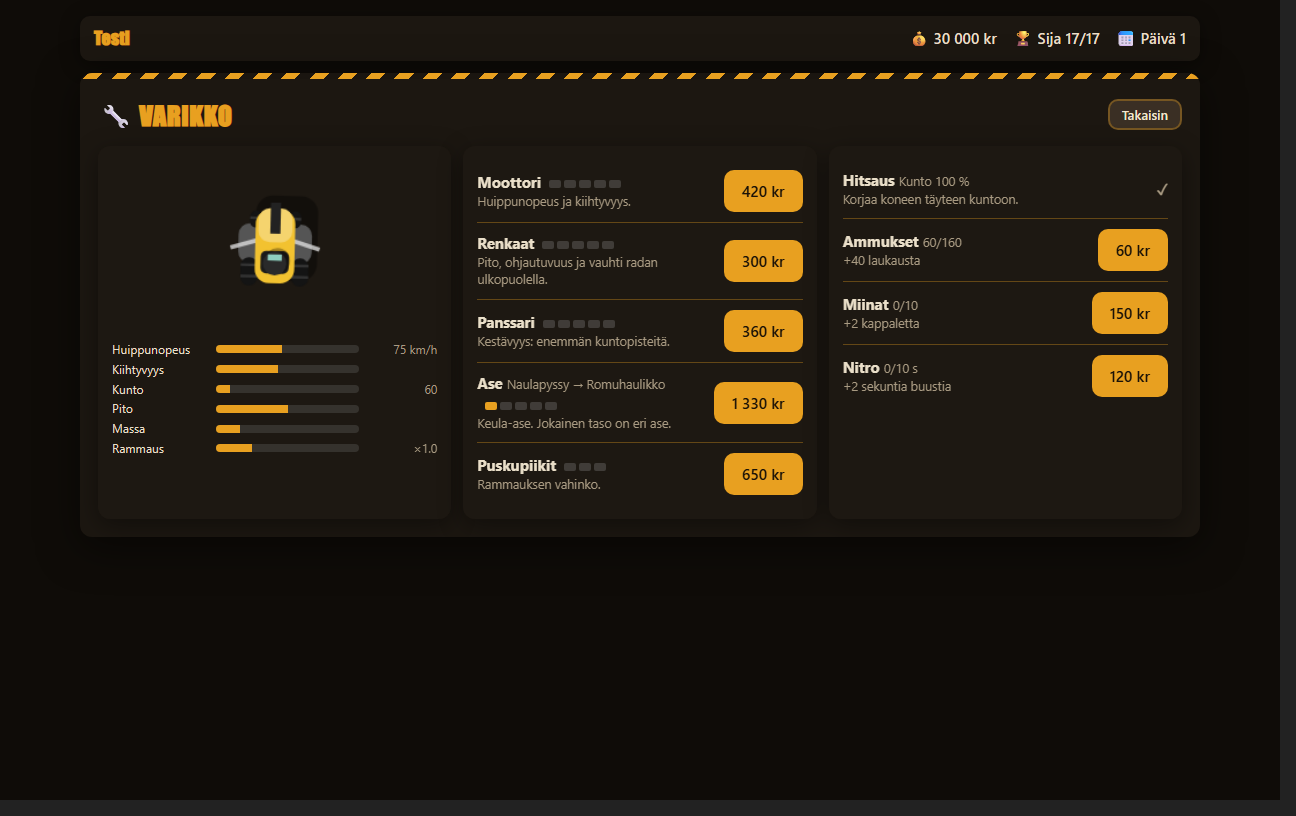 Testi
30 000 kr Sija 17/17 Päivä 1
VARIKKO
Takaisin
Huippunopeus 75 km/h
Kiihtyvyys
Kunto 60
Pito
Massa
Rammaus ×1.0
Moottori
Huippunopeus ja kiihtyvyys.
420 kr
Renkaat
Pito, ohjautuvuus ja vauhti radan
ulkopuolella.
300 kr
Panssari
Kestävyys: enemmän kuntopisteitä.
360 kr
Ase Naulapyssy → Romuhaulikko
Keula-ase. Jokainen taso on eri ase.
1 330 kr
Puskupiikit
Rammauksen vahinko.
650 kr
Hitsaus Kunto 100 %
Korjaa koneen täyteen kuntoon.
✓
Ammukset 60/160
+40 laukausta
60 kr
Miinat 0/10
+2 kappaletta
150 kr
Nitro 0/10 s
+2 sekuntia buustia
120 kr